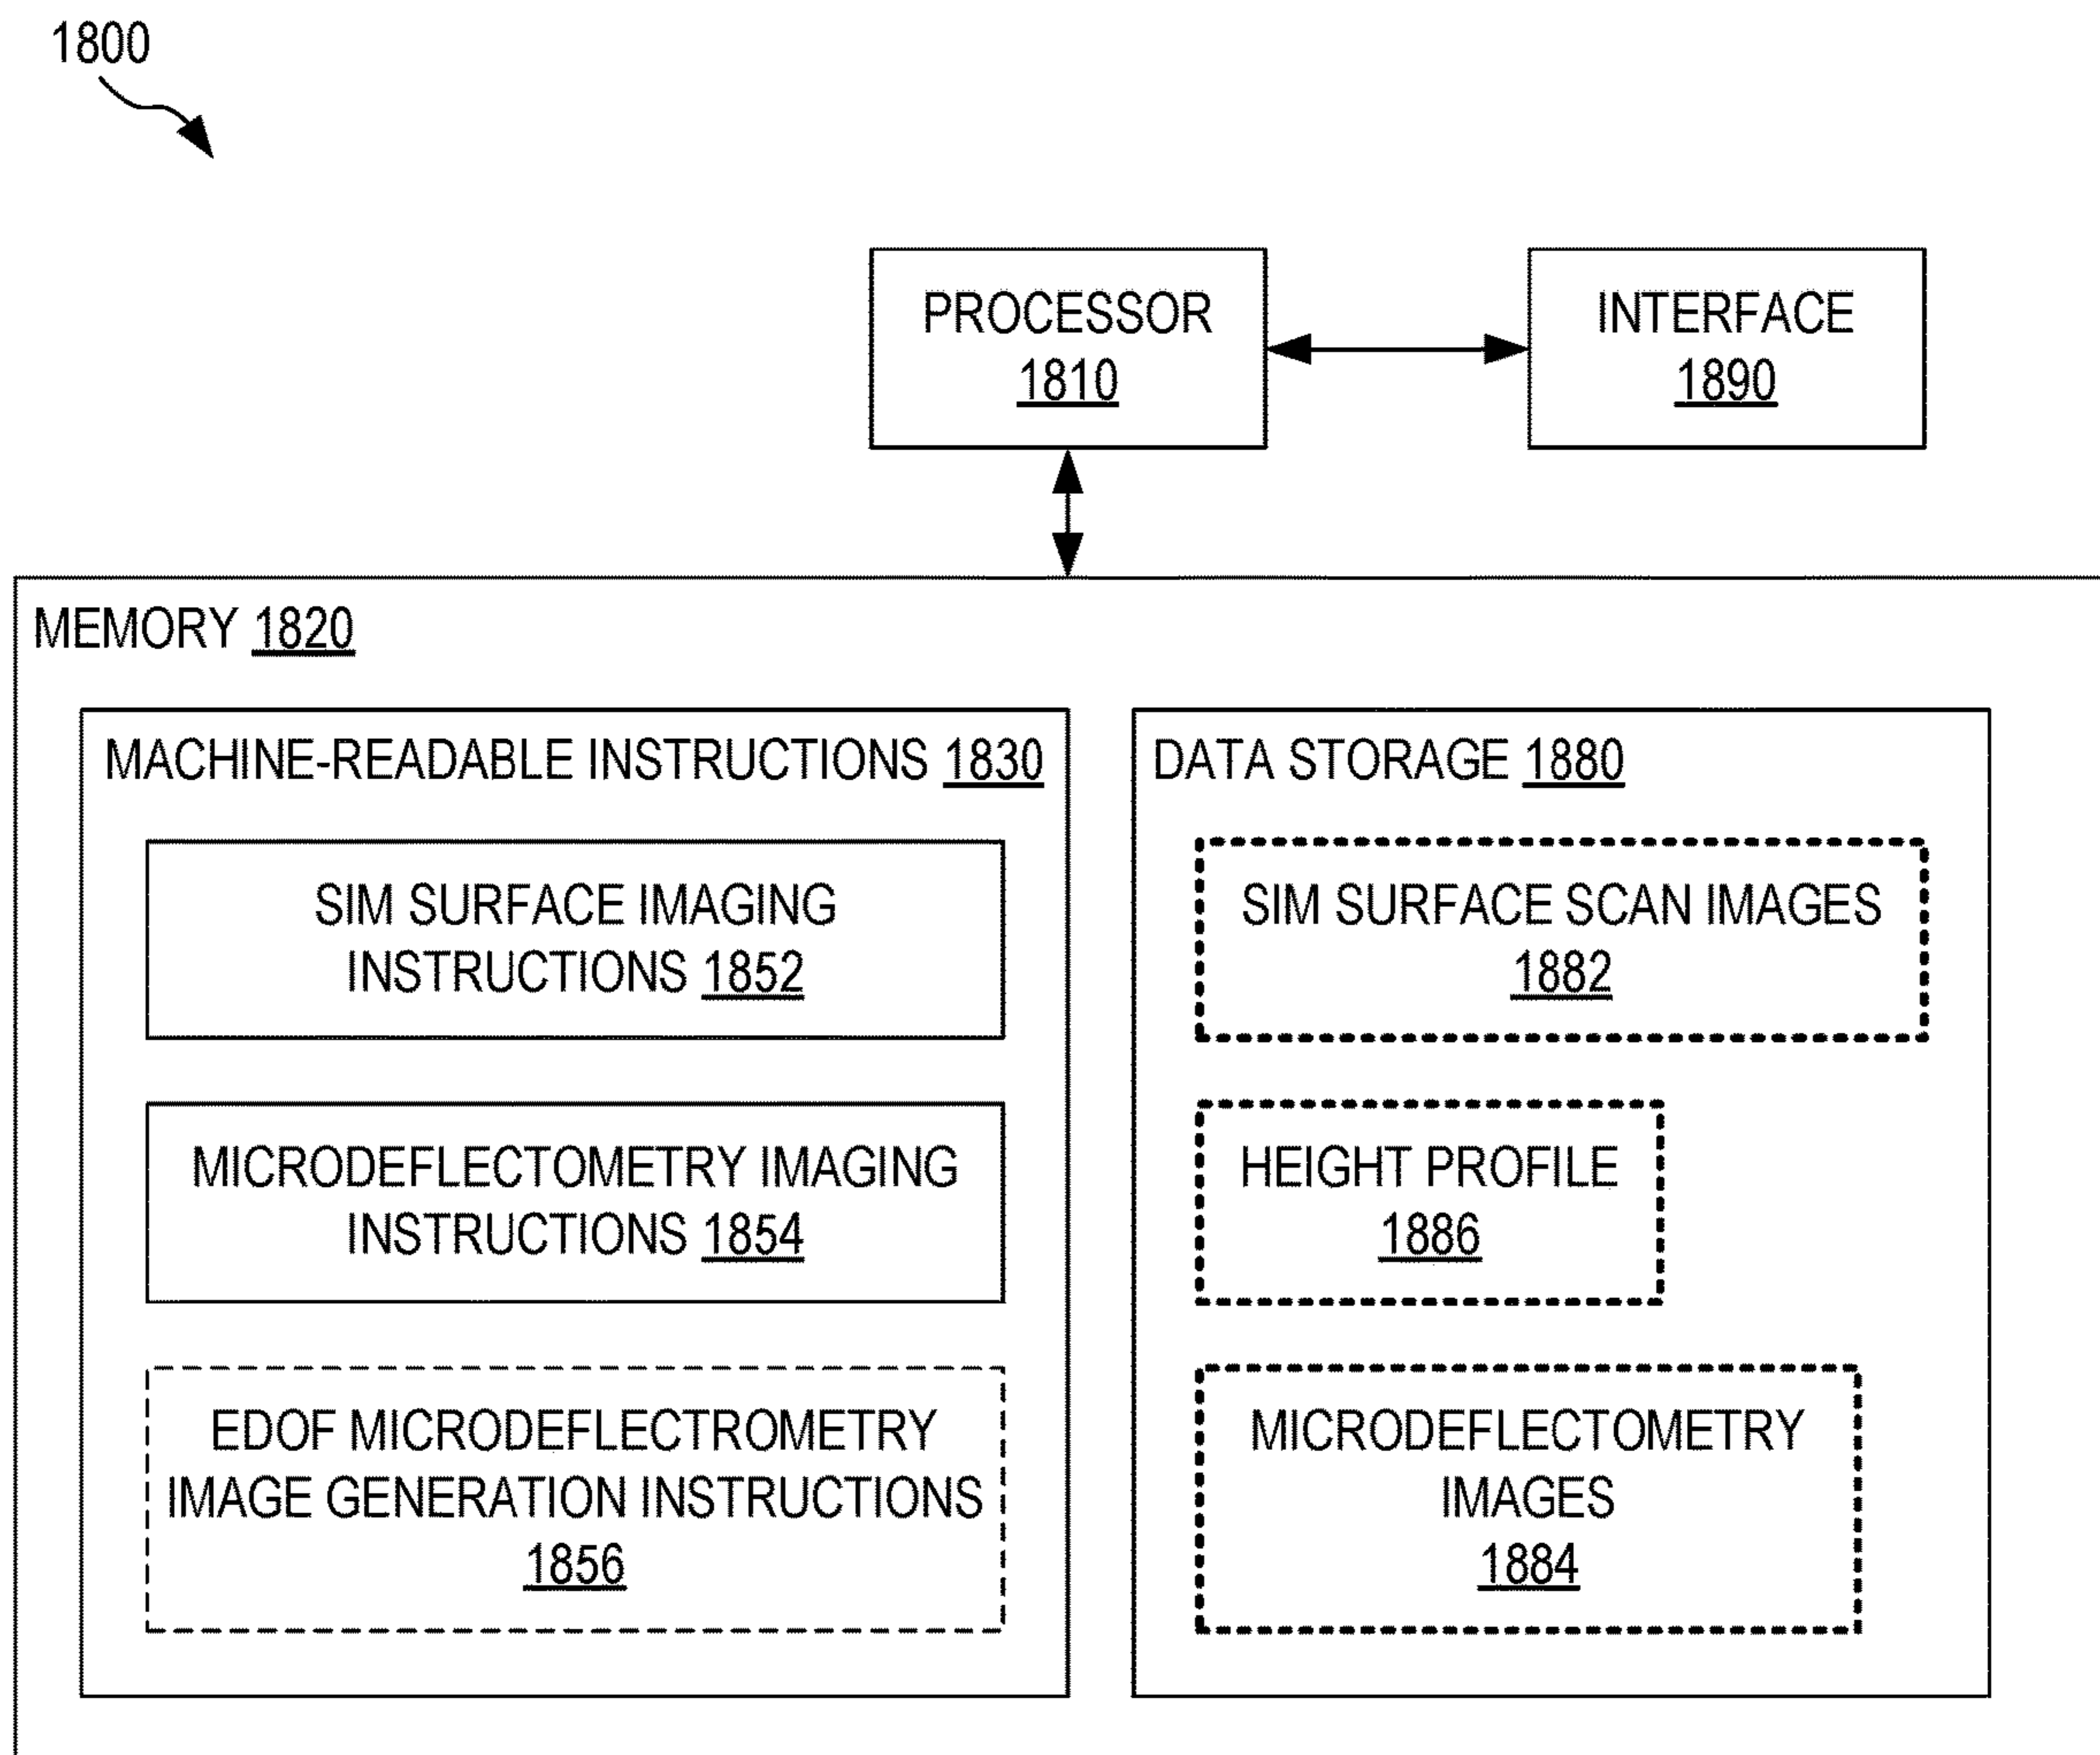 1800
PROCESSOR
1810
INTERFACE
1890
MEMORY 1820
MACHINE-READABLE INSTRUCTIONS 1830
SIM SURFACE IMAGING
INSTRUCTIONS 1852
MICRODEFLECTOMETRY IMAGING
INSTRUCTIONS 1854
EDOF MICRODEFLECTROMETRY
IMAGE GENERATION INSTRUCTIONS
1856
DATA STORAGE 1880
SIM SURFACE SCAN IMAGES
1882
HEIGHT PROFILE
1886
MICRODEFLECTOMETRY
IMAGES
1884